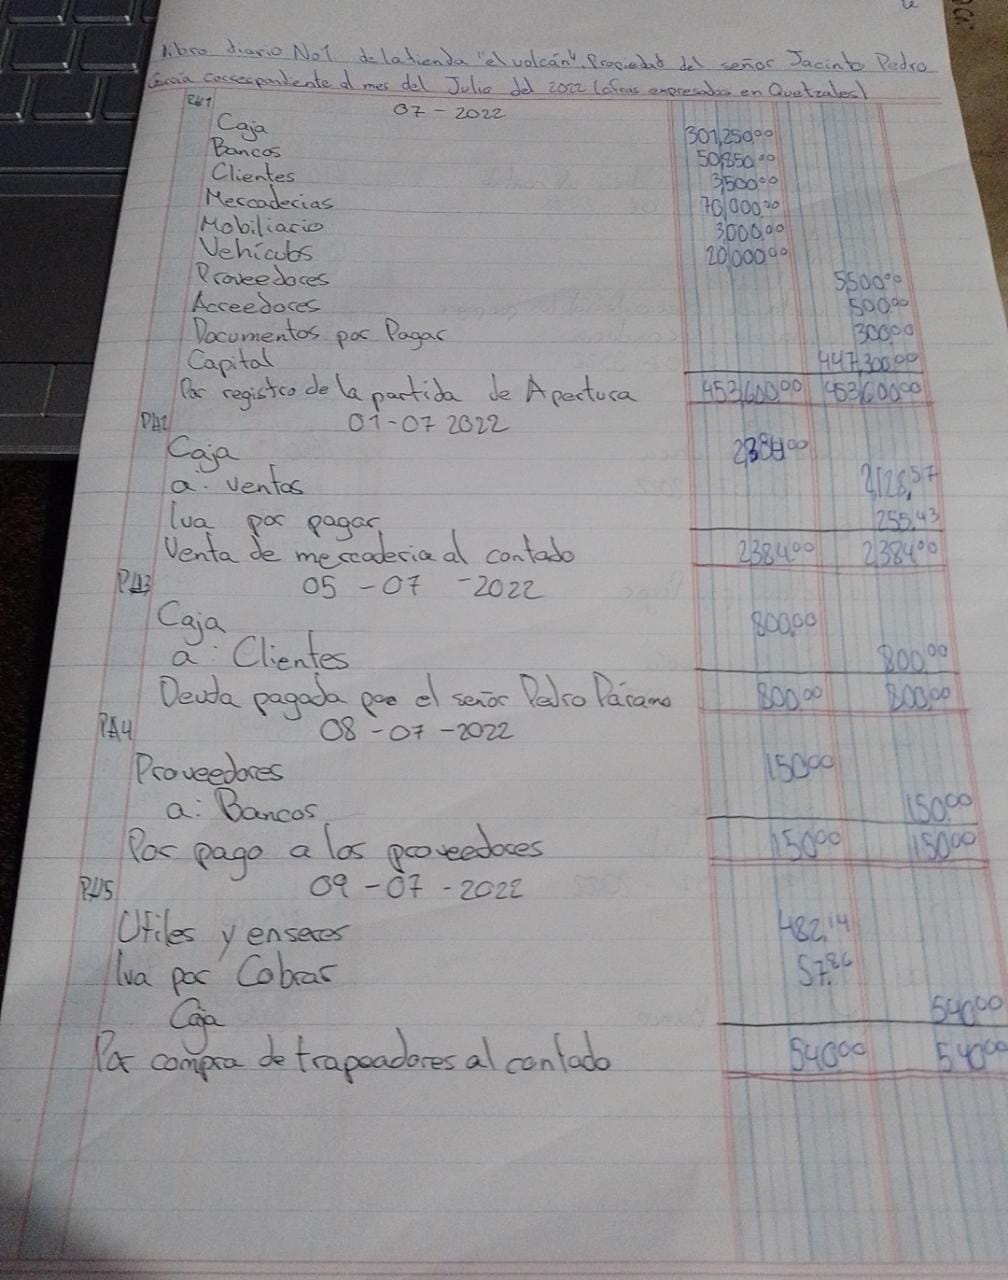 libro diario No1 de la tienda "el volcán", Propiedad del señor Jacinto Pedro
García correspondiente al mes del Julio del 2022 (cifras expresadas en Quetzales)
Pda1 07-2022
Caja 301,250.00
Bancos 50,850.00
Clientes 3,500.00
Mercaderias 70,000.00
Mobiliario 3,000.00
Vehículos 20,000.00
Proveedores 5,500.00
Acreedores 500.00
Documentos por Pagar 300.00
Capital 447,300.00
Por registro de la partida de Apertura 453,600.00 453,600.00
Pda2 01-07 2022
Caja 2,384.00
a. ventas 2,128.57
Iva por pagar 255.43
Venta de mercaderia al contado 2,384.00 2,384.00
Pda3 05-07-2022
Caja 800.00
a: Clientes 800.00
Deuda pagada por el señor Pedro Páramo 800.00 800.00
PdA4 08-07-2022
Proveedores 150.00
a: Bancos 150.00
Por pago a los proveedores 150.00 150.00
Pda5 09-07-2022
Utiles y enseres 482.14
Iva por Cobrar 57.86
Caja 540.00
Por compra de trapeadores al contado 540.00 540.00